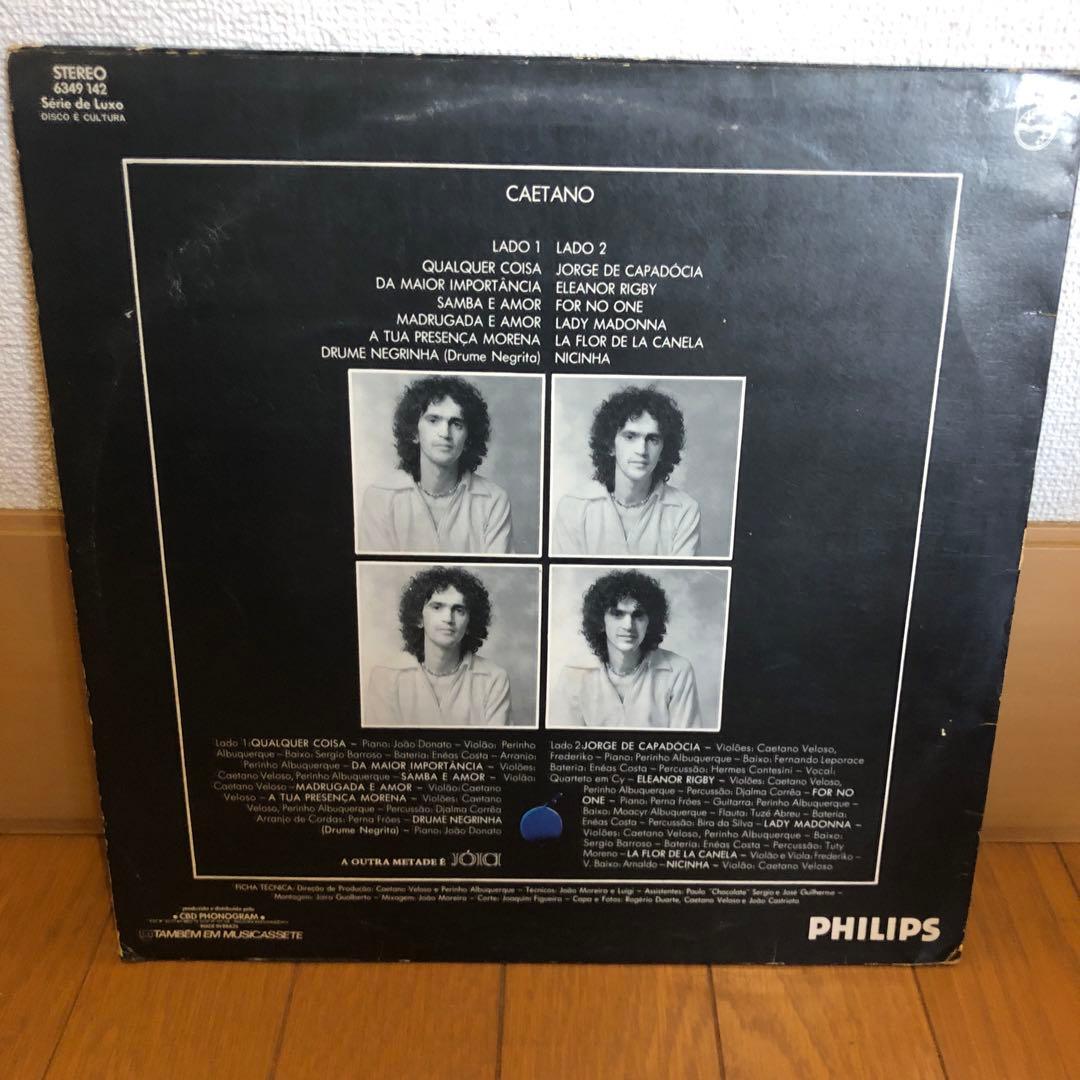 STEREO
6349 142
Série de Luxo
DISCO É CULTURA
CAETANO
LADO 1
QUALQUER COISA
DA MAIOR IMPORTÂNCIA
SAMBA E AMOR
MADRUGADA E AMOR
A TUA PRESENÇA MORENA
DRUME NEGRINHA (Drume Negrita)
LADO 2
JORGE DE CAPADÓCIA
ELEANOR RIGBY
FOR NO ONE
LADY MADONNA
LA FLOR DE LA CANELA
NICINHA
Lado 1: QUALQUER COISA – Piano: João Donato – Violão: Perinho
Albuquerque – Baixo: Sergio Barroso – Bateria: Enéas Costa – Arranjo:
Perinho Albuquerque – DA MAIOR IMPORTÂNCIA – Violões:
Caetano Veloso, Perinho Albuquerque – SAMBA E AMOR – Violão:
Caetano Veloso – MADRUGADA E AMOR – Violão: Caetano
Veloso – A TUA PRESENÇA MORENA – Violões: Caetano
Veloso, Perinho Albuquerque – Percussão: Djalma Corrêa
Arranjo de Cordas: Perna Fróes – DRUME NEGRINHA
(Drume Negrita) – Piano: João Donato
A OUTRA METADE É JÓIA
Lado 2: JORGE DE CAPADÓCIA – Violões: Caetano Veloso,
Frederiko – Piano: Perinho Albuquerque – Baixo: Fernando Leporace
Bateria: Enéas Costa – Percussão: Hermes Contesini – Vocal:
Quarteto em Cy – ELEANOR RIGBY – Violões: Caetano Veloso,
Perinho Albuquerque – Percussão: Djalma Corrêa – FOR NO
ONE – Piano: Perna Fróes – Guitarra: Perinho Albuquerque –
Baixo: Moacyr Albuquerque – Flauta: Tuzé Abreu – Bateria:
Enéas Costa – Percussão: Bira da Silva – LADY MADONNA –
Violões: Caetano Veloso, Perinho Albuquerque – Baixo:
Sergio Barroso – Bateria: Enéas Costa – Percussão: Tuty
Moreno – LA FLOR DE LA CANELA – Violão e Viola: Frederiko –
V. Baixo: Arnaldo – NICINHA – Violão: Caetano Veloso
FICHA TÉCNICA: Direção de Produção: Caetano Veloso e Perinho Albuquerque – Técnicos: João Moreira e Luigi – Assistentes: Paulo "Chocolate" Sergio e José Guilherme –
Montagem: Jairo Gualberto – Mixagem: João Moreira – Corte: Joaquim Figueira – Capa e Fotos: Rogério Duarte, Caetano Veloso e João Castrioto
produzido e distribuído pela
• CBD PHONOGRAM •
MADE IN BRAZIL
TAMBÉM EM MUSICASSETE
PHILIPS